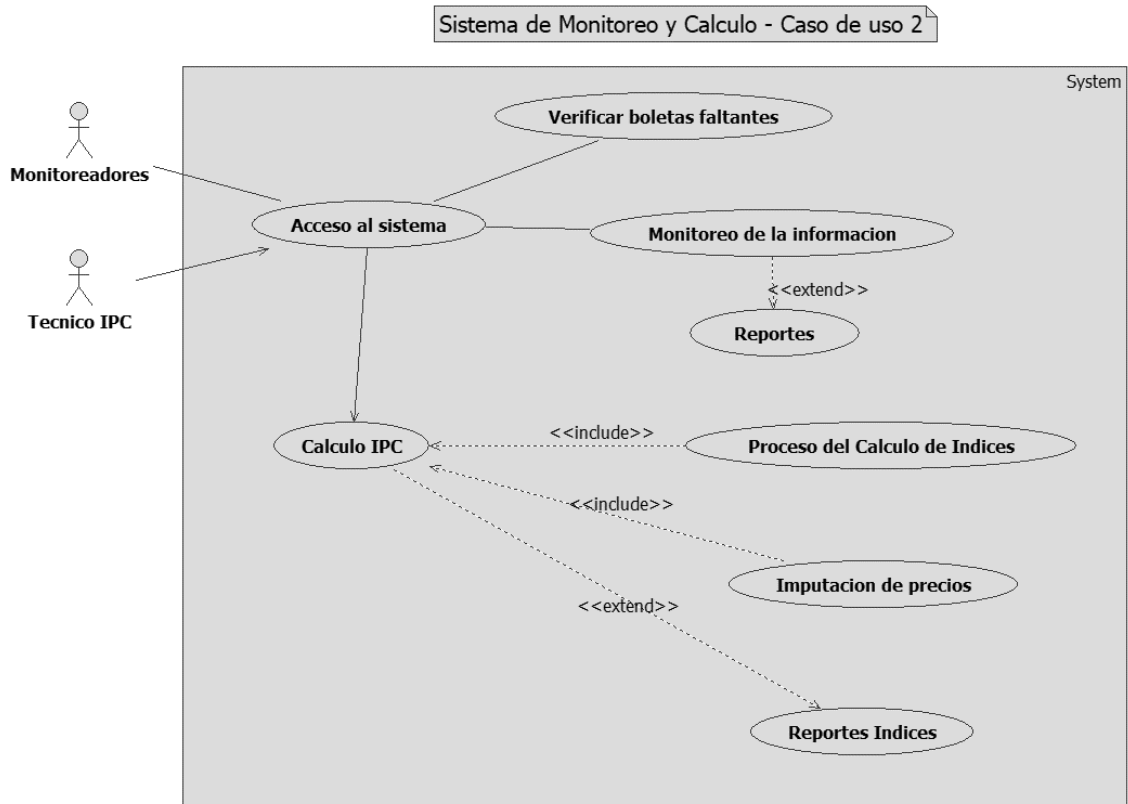 Sistema de Monitoreo y Calculo - Caso de uso 2
System
Verificar boletas faltantes
Monitoreadores
Acceso al sistema
Monitoreo de la informacion
<<extend>>
Tecnico IPC
Reportes
<<include>>
Calculo IPC
Proceso del Calculo de Indices
<<include>>
Imputacion de precios
<<extend>>
Reportes Indices